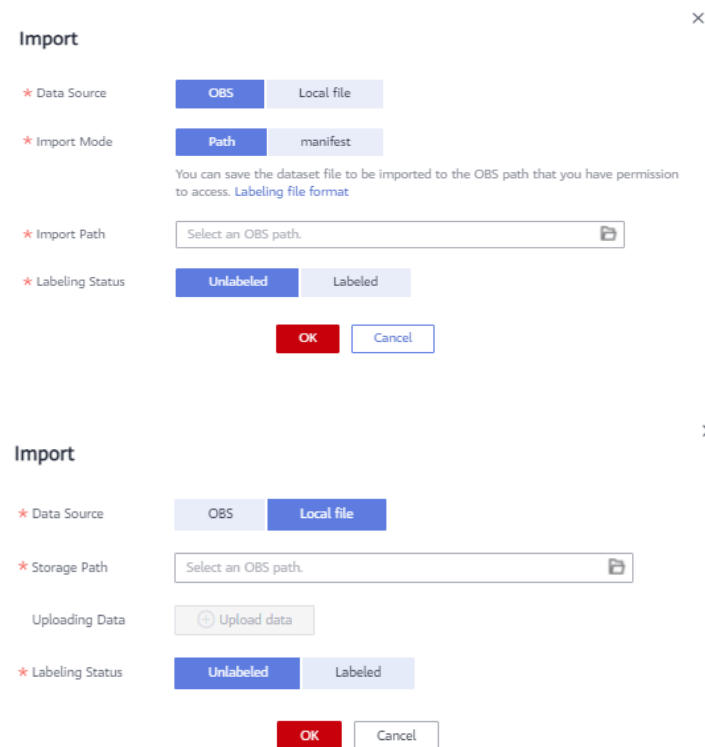 Import
* Data Source OBS Local file
* Import Mode Path manifest
You can save the dataset file to be imported to the OBS path that you have permission
to access. Labeling file format
* Import Path Select an OBS path.
* Labeling Status Unlabeled Labeled
OK Cancel
Import
* Data Source OBS Local file
* Storage Path Select an OBS path.
Uploading Data Upload data
* Labeling Status Unlabeled Labeled
OK Cancel